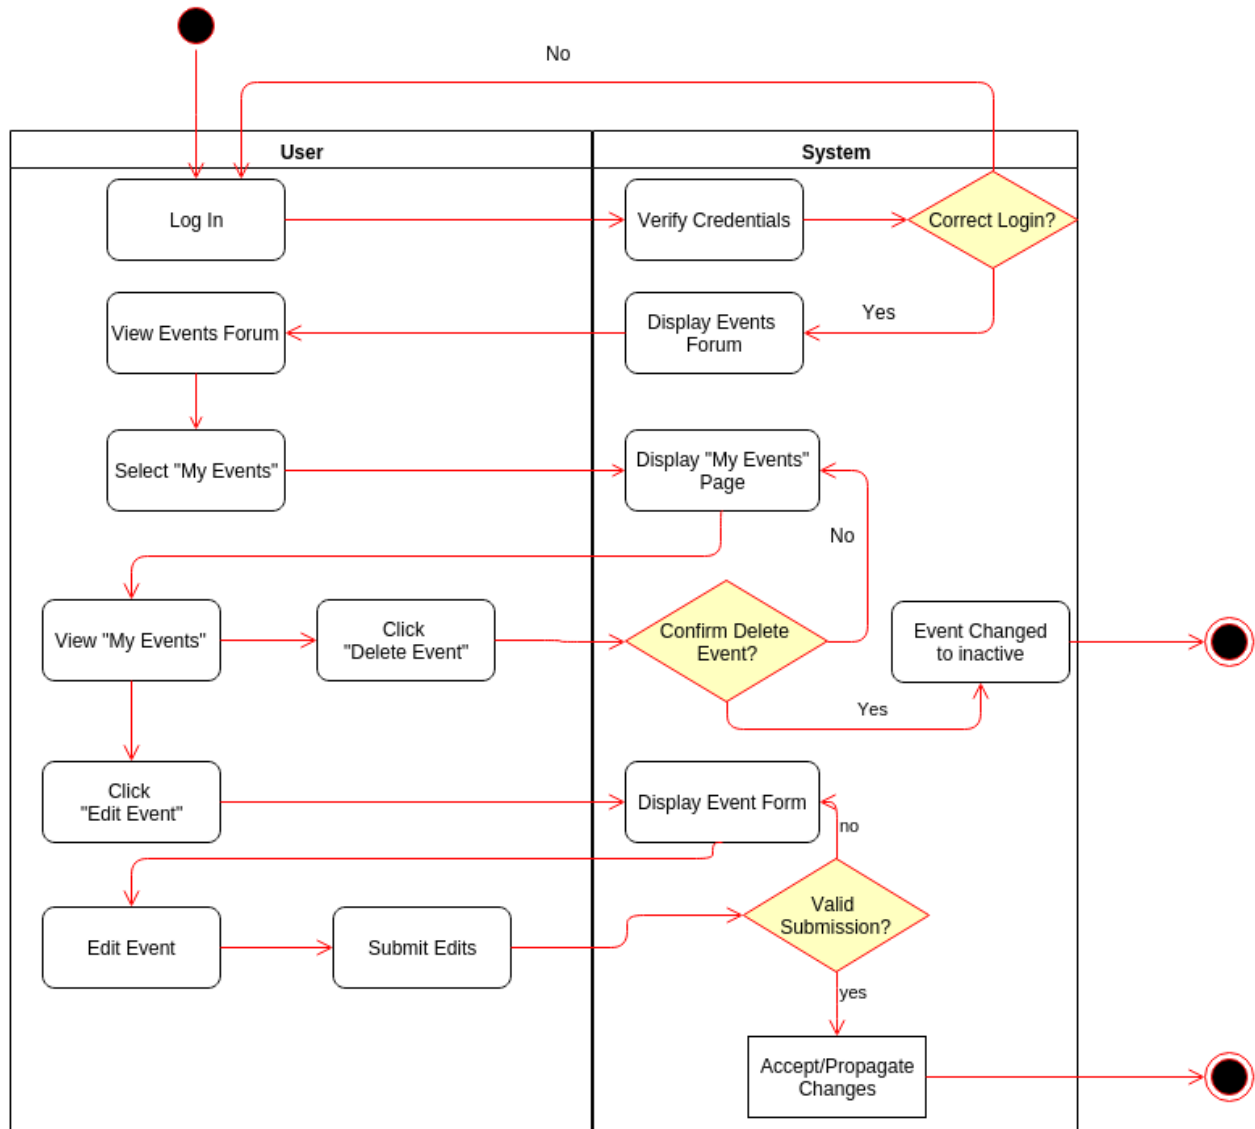 No
User
System
Log In
Verify Credentials
Correct Login?
View Events Forum
Display Events
Forum
Yes
Select "My Events"
Display "My Events"
Page
No
View "My Events"
Click
"Delete Event"
Confirm Delete
Event?
Event Changed
to inactive
Yes
Click
"Edit Event"
Display Event Form
no
Edit Event
Submit Edits
Valid
Submission?
yes
Accept/Propagate
Changes